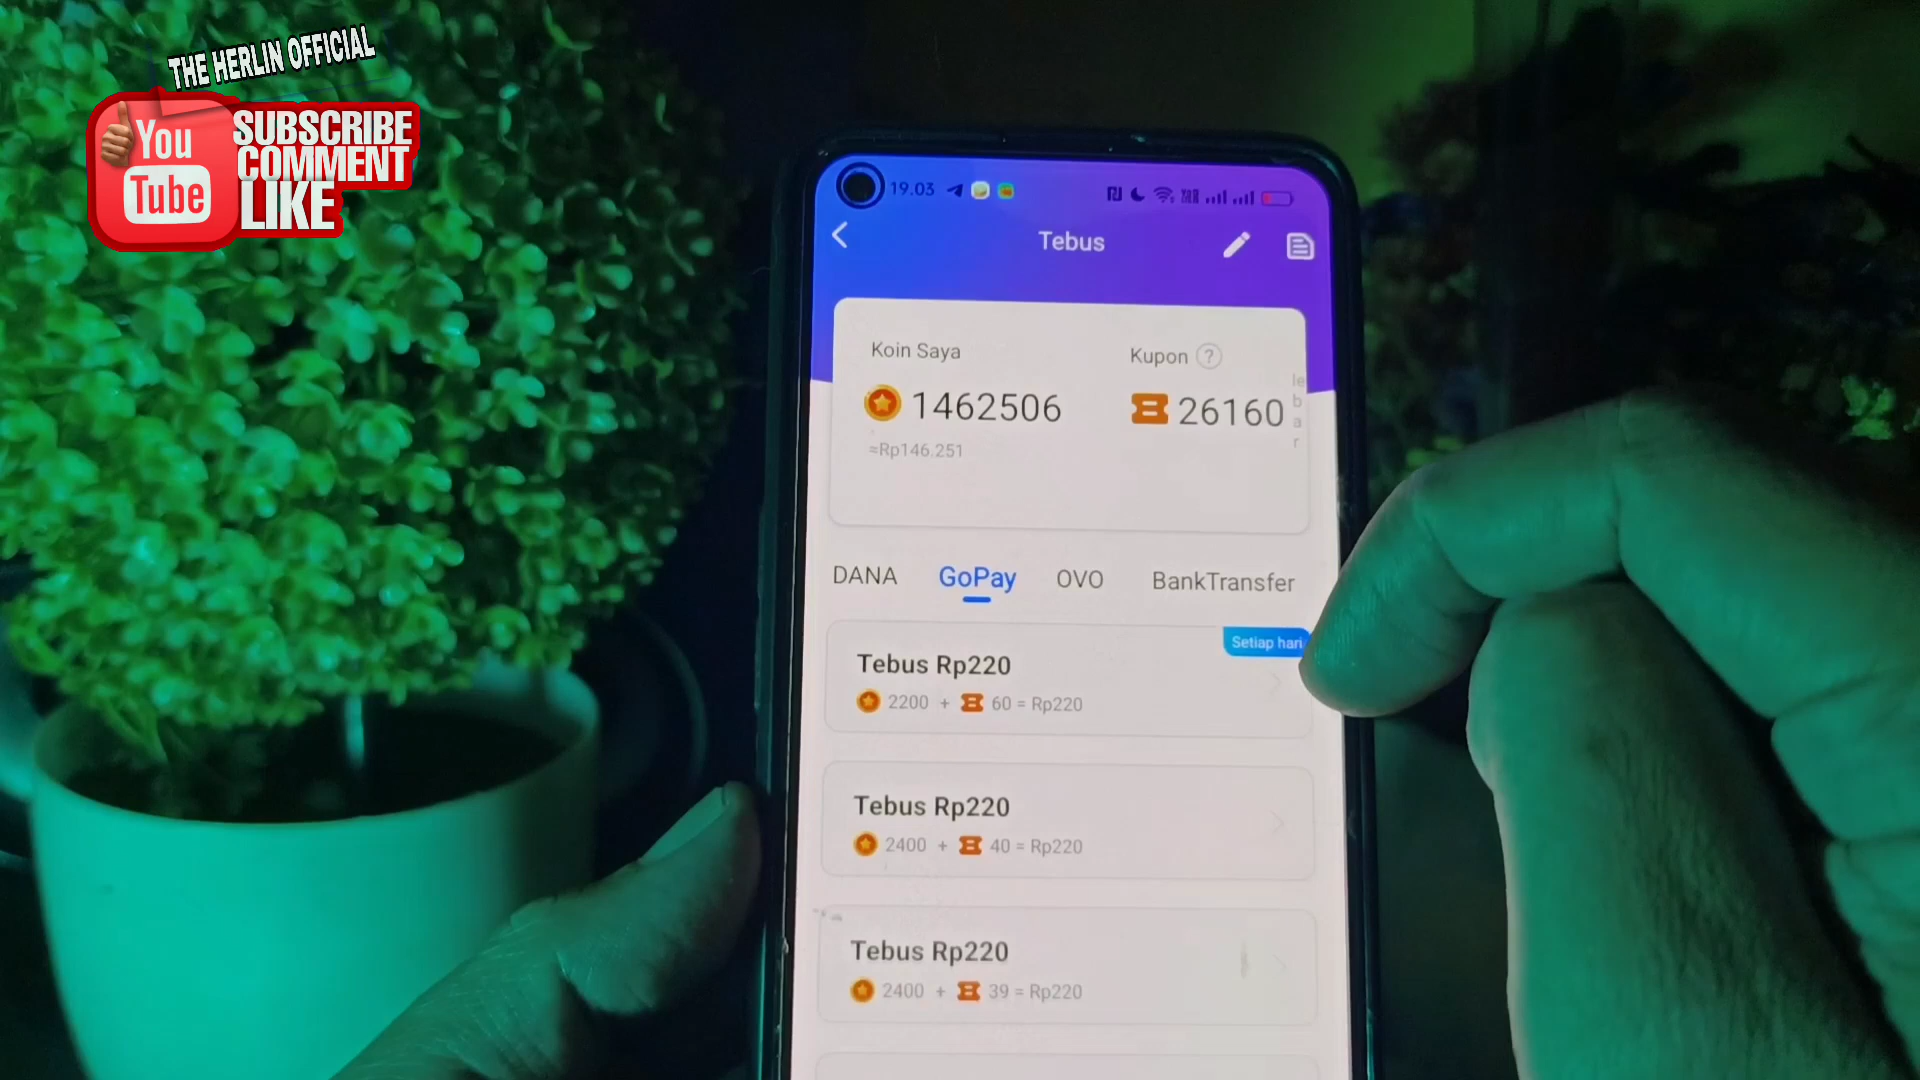 THE HERLIN OFFICIAL
You
Tube
SUBSCRIBE
COMMENT
LIKE
19.03
Tebus
Koin Saya
Kupon ?
1462506
26160
≈Rp146.251
lebar
DANA
GoPay
OVO
BankTransfer
Setiap hari
Tebus Rp220
2200 + 60 = Rp220
Tebus Rp220
2400 + 40 = Rp220
Tebus Rp220
2400 + 39 = Rp220